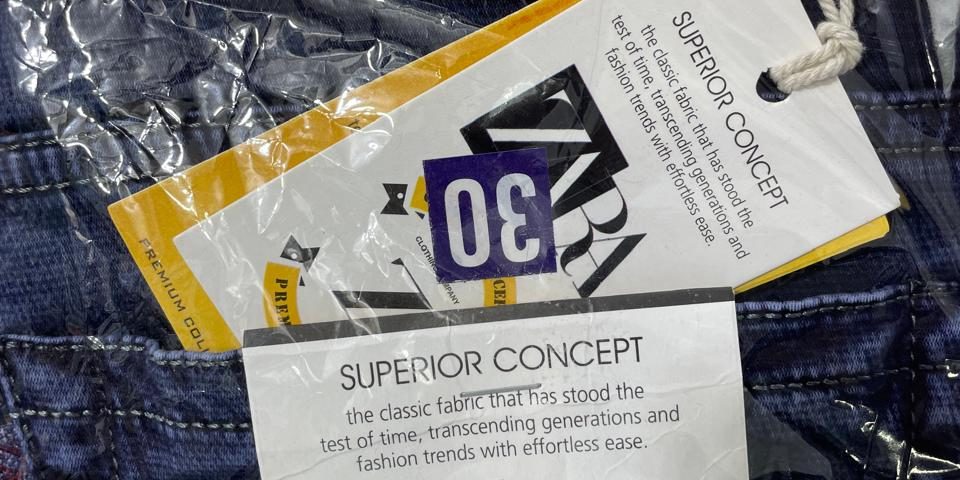 SUPERIOR CONCEPT
the classic fabric that has stood the
test of time, transcending generations and
fashion trends with effortless ease.
ZARA
30
CLOTHING COMPANY
PREMIUM COL
SUPERIOR CONCEPT
the classic fabric that has stood the
test of time, transcending generations and
fashion trends with effortless ease.